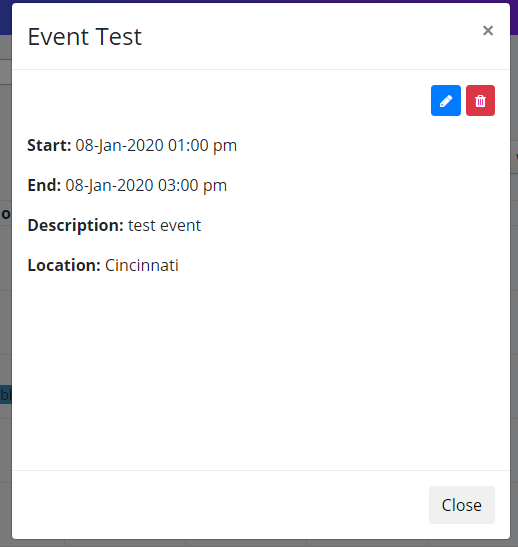 Event Test
×
Start: 08-Jan-2020 01:00 pm
End: 08-Jan-2020 03:00 pm
Description: test event
Location: Cincinnati
Close